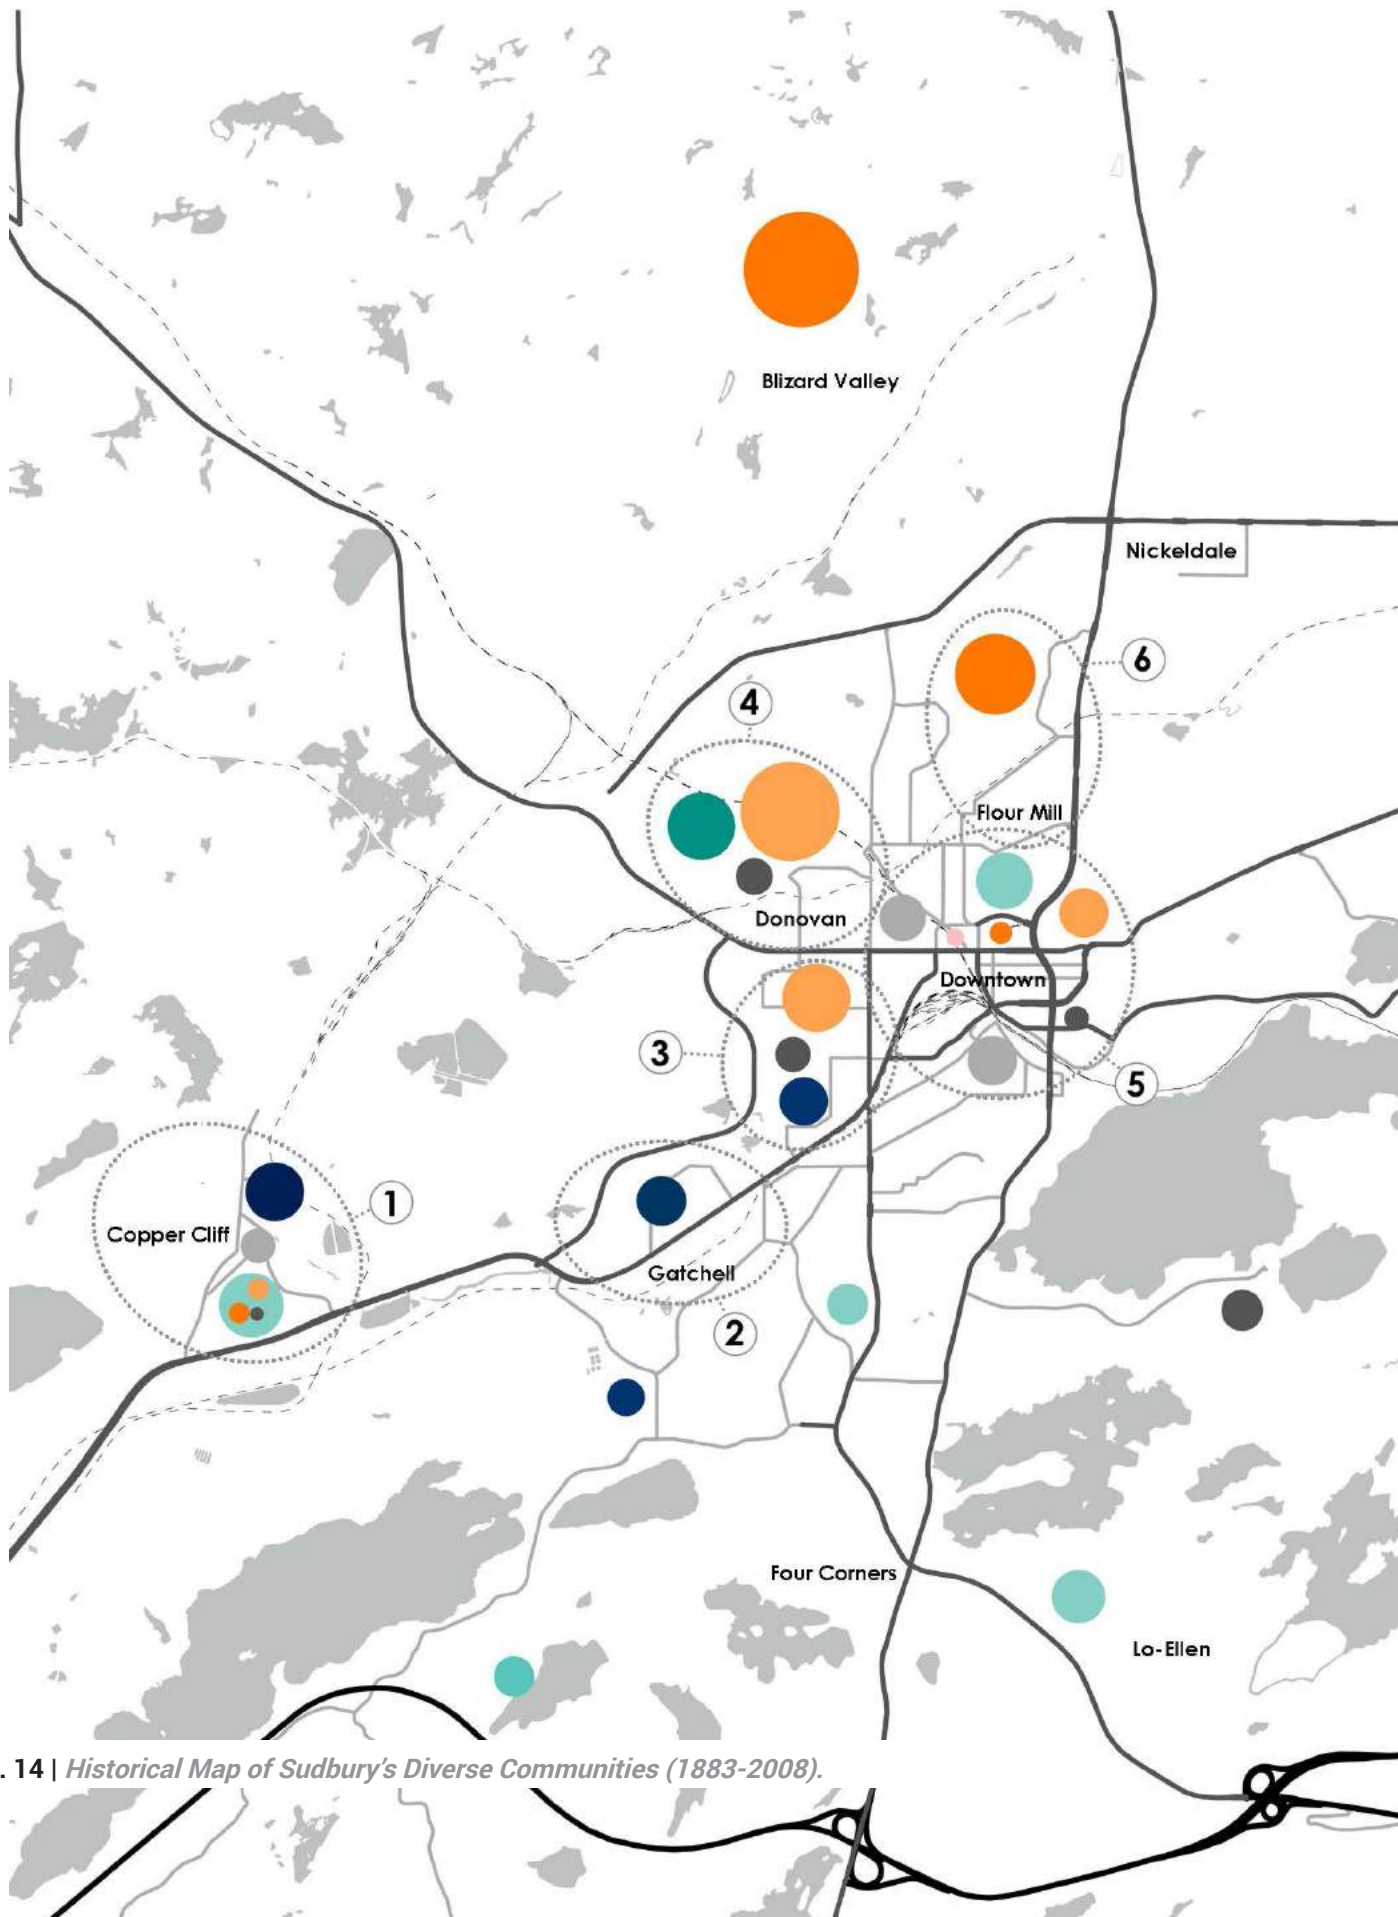 Blizard Valley
Nickeldale
6
4
Flour Mill
Donovan
Downtown
3
5
1
Copper Cliff
Gatchell
2
Four Corners
Lo-Ellen
. 14 | Historical Map of Sudbury's Diverse Communities (1883-2008).